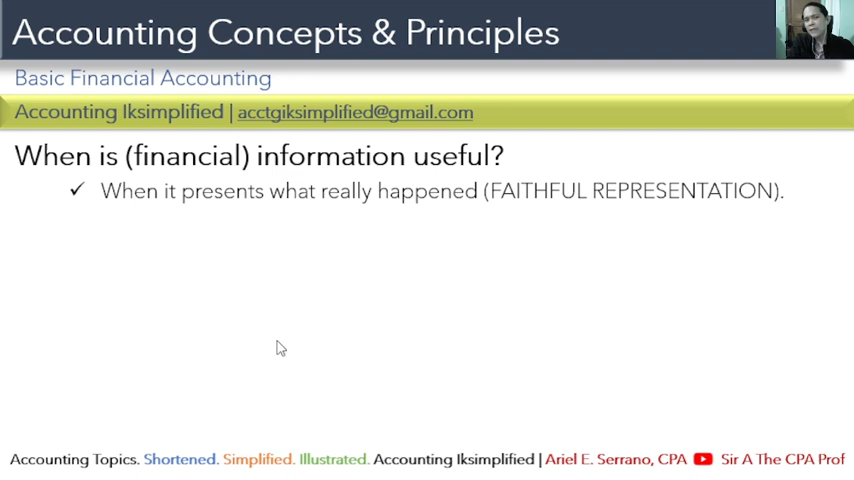 Accounting Concepts & Principles
Basic Financial Accounting
Accounting Iksimplified | acctgiksimplified@gmail.com
When is (financial) information useful?
✓ When it presents what really happened (FAITHFUL REPRESENTATION).
Accounting Topics. Shortened. Simplified. Illustrated. Accounting Iksimplified | Ariel E. Serrano, CPA Sir A The CPA Prof